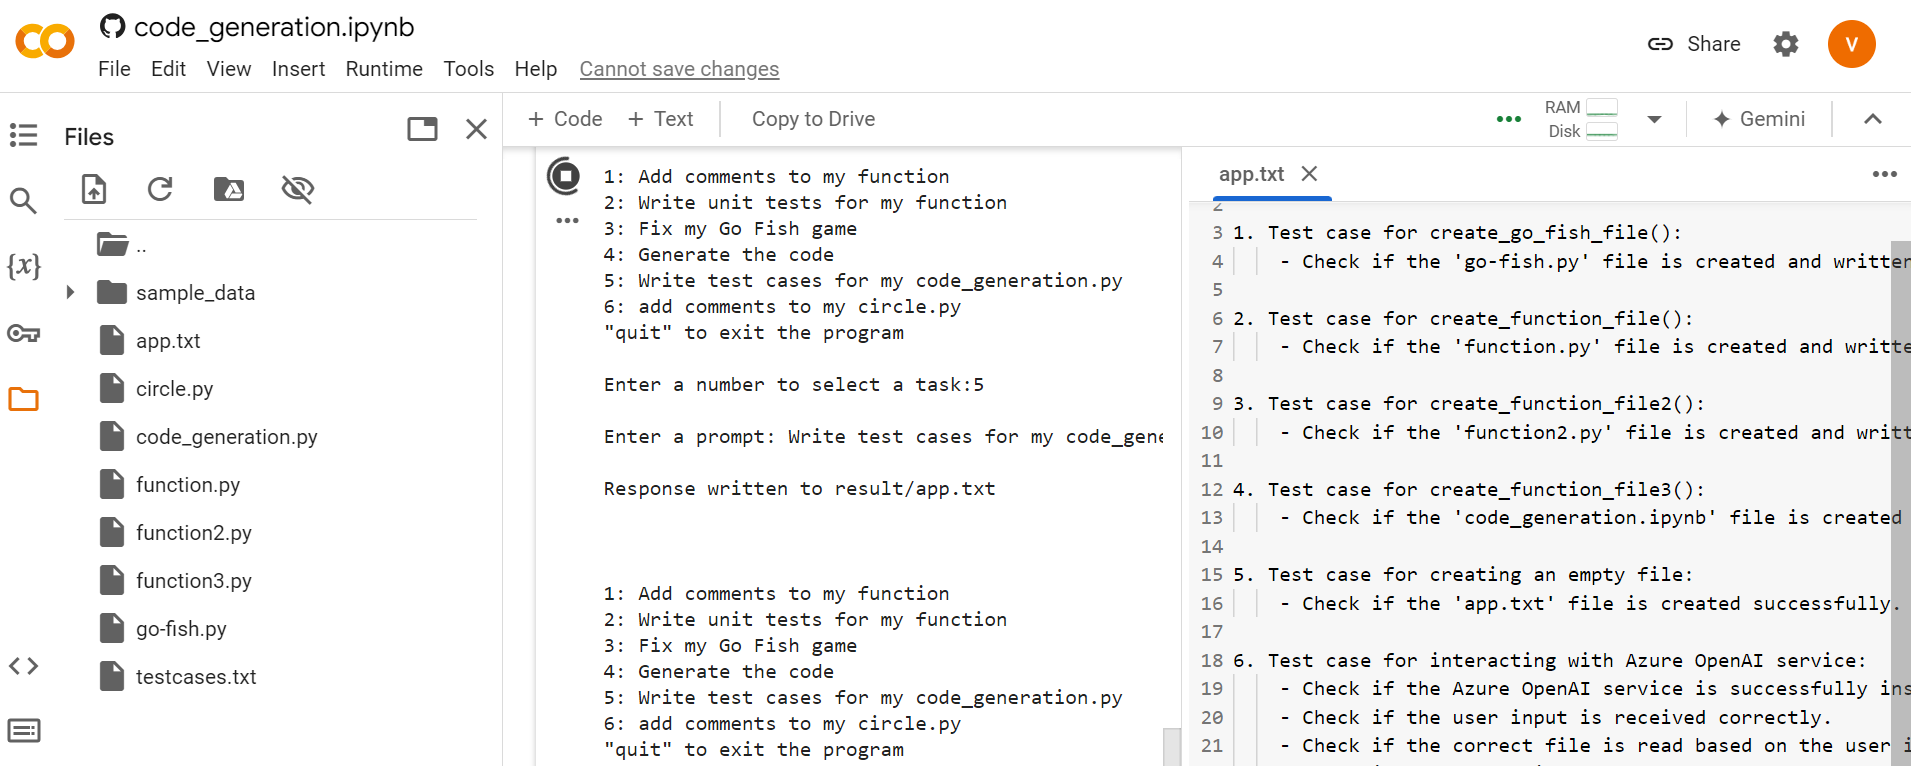 code_generation.ipynb
File Edit View Insert Runtime Tools Help Cannot save changes
Share
V
Files
..
sample_data
app.txt
circle.py
code_generation.py
function.py
function2.py
function3.py
go-fish.py
testcases.txt
{x}
+ Code + Text Copy to Drive
RAM
Disk
Gemini
1: Add comments to my function
2: Write unit tests for my function
3: Fix my Go Fish game
4: Generate the code
5: Write test cases for my code_generation.py
6: add comments to my circle.py
"quit" to exit the program
Enter a number to select a task:5
Enter a prompt: Write test cases for my code_gene
Response written to result/app.txt
1: Add comments to my function
2: Write unit tests for my function
3: Fix my Go Fish game
4: Generate the code
5: Write test cases for my code_generation.py
6: add comments to my circle.py
"quit" to exit the program
app.txt
2
3 1. Test case for create_go_fish_file():
4 - Check if the 'go-fish.py' file is created and written
5
6 2. Test case for create_function_file():
7 - Check if the 'function.py' file is created and writte
8
9 3. Test case for create_function_file2():
10 - Check if the 'function2.py' file is created and writt
11
12 4. Test case for create_function_file3():
13 - Check if the 'code_generation.ipynb' file is created
14
15 5. Test case for creating an empty file:
16 - Check if the 'app.txt' file is created successfully.
17
18 6. Test case for interacting with Azure OpenAI service:
19 - Check if the Azure OpenAI service is successfully ins
20 - Check if the user input is received correctly.
21 - Check if the correct file is read based on the user i